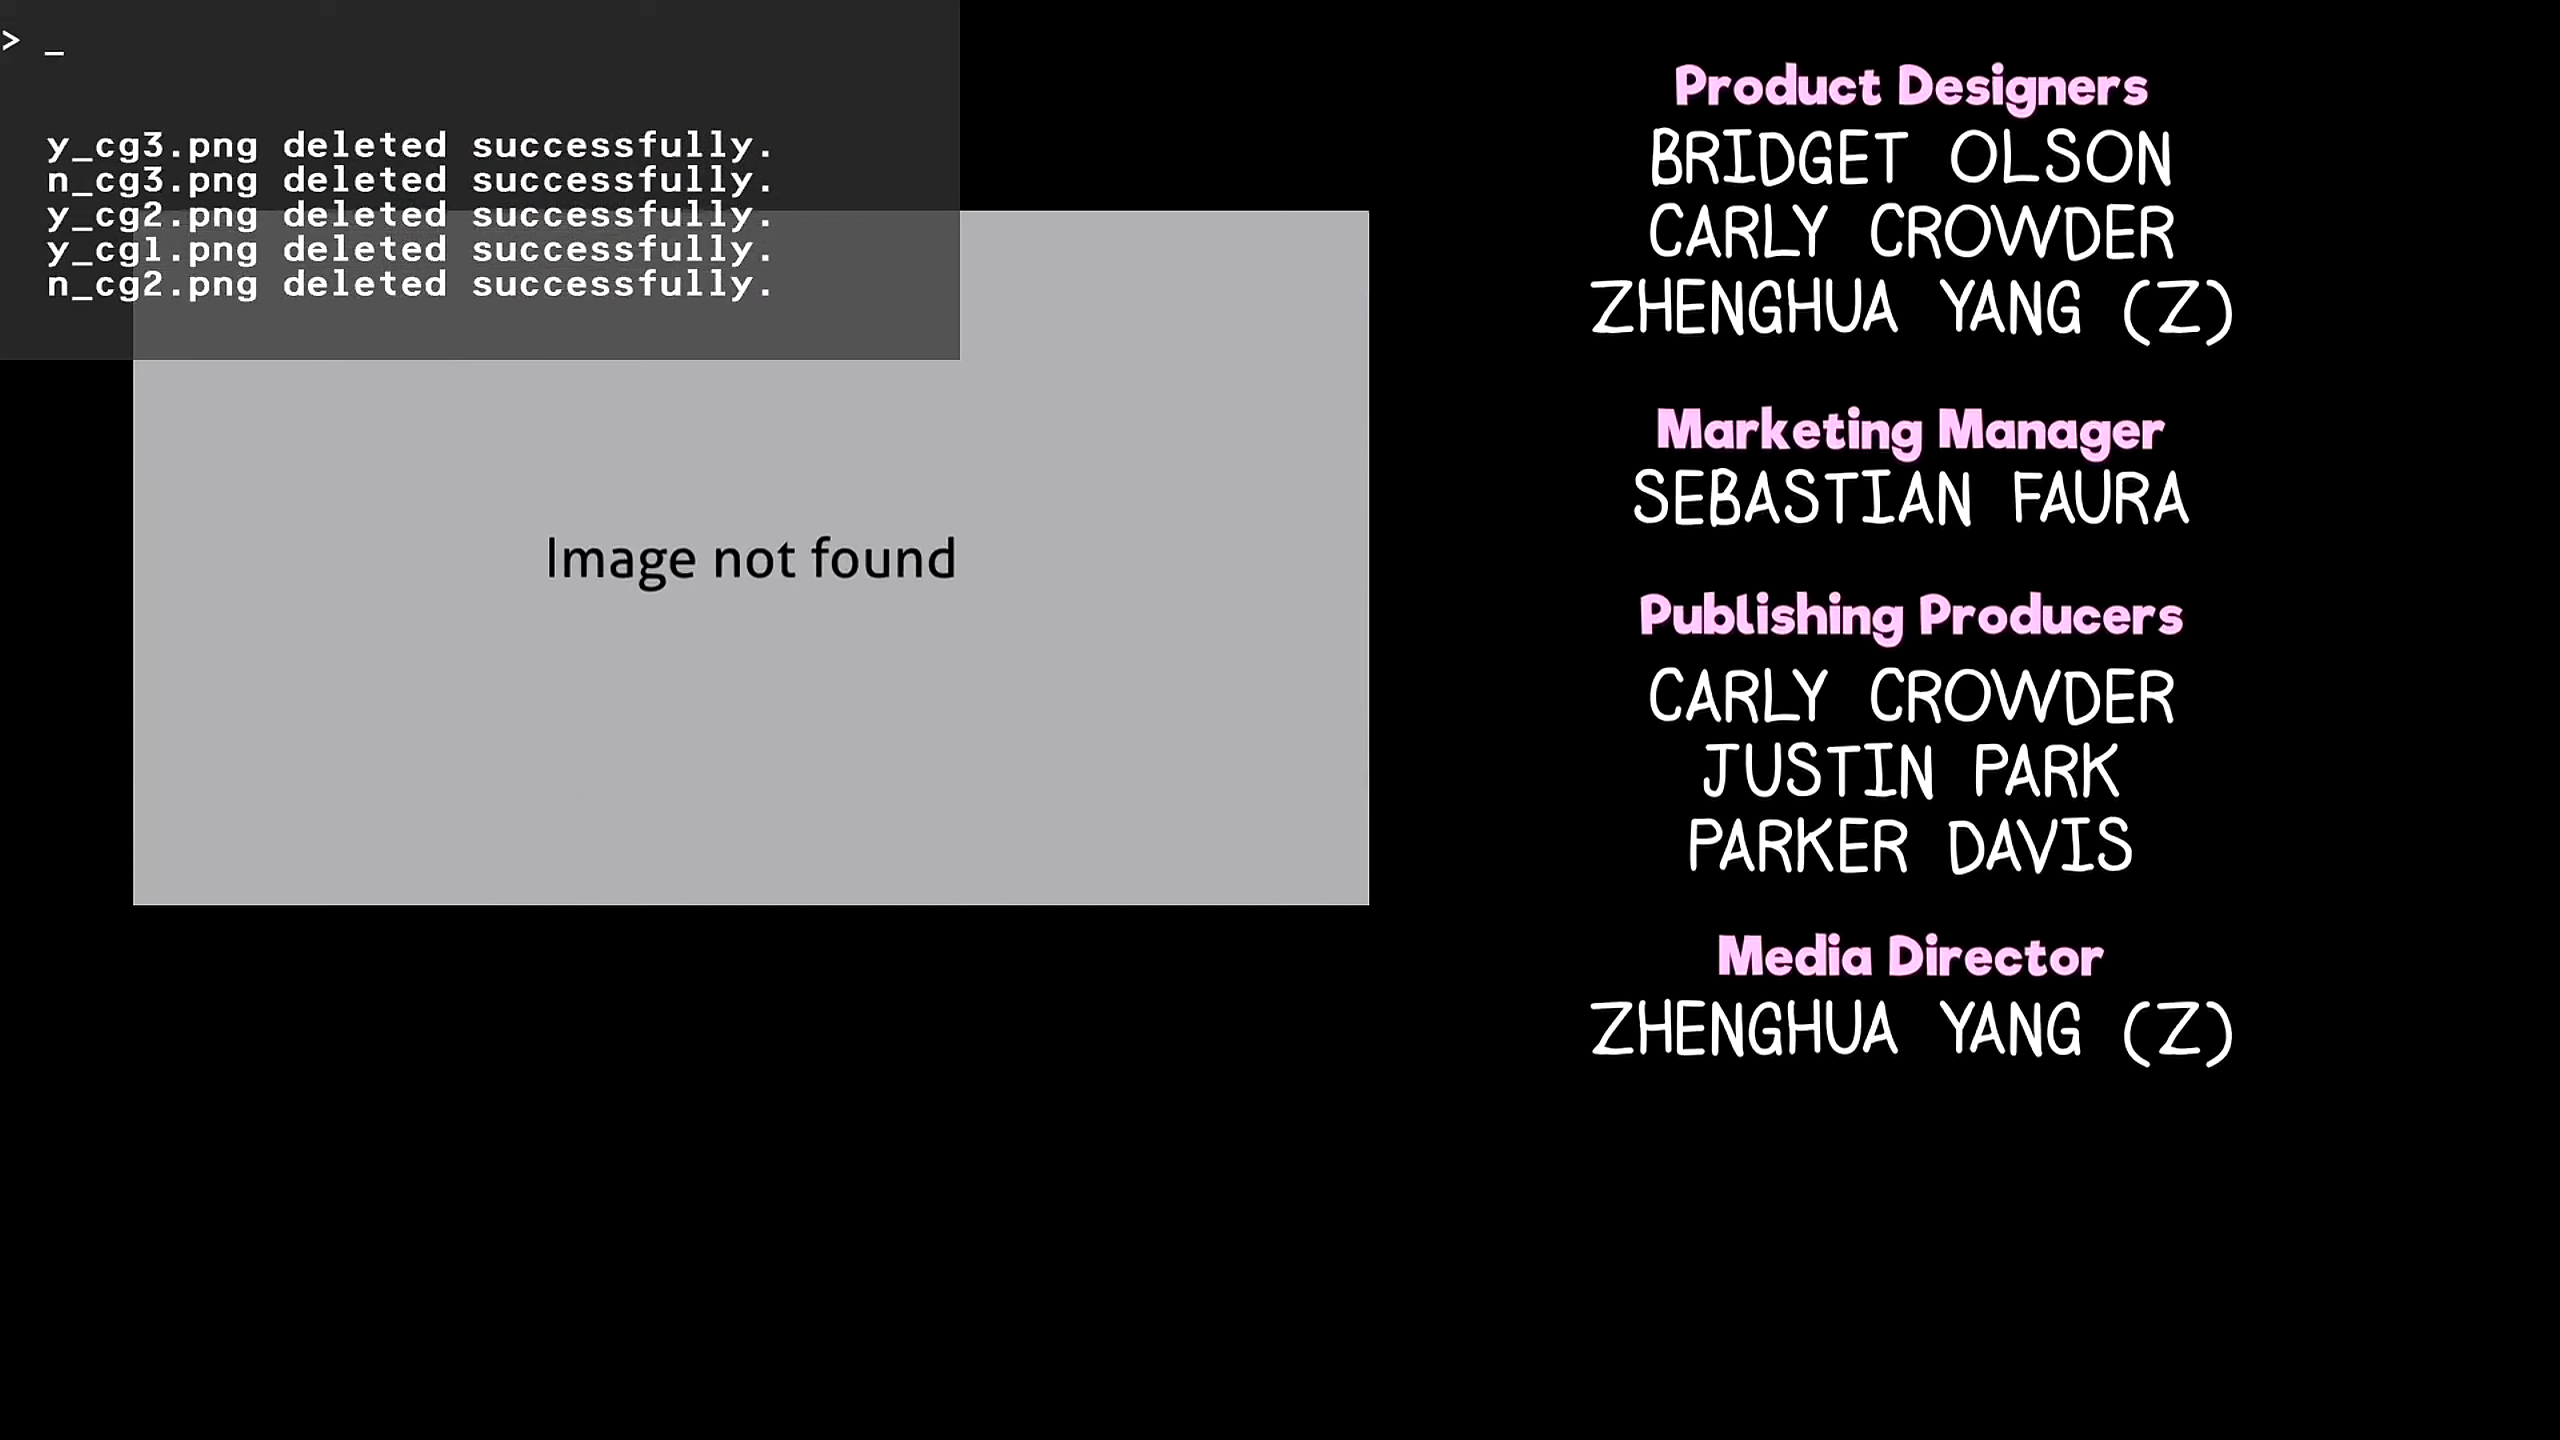 > _
y_cg3.png deleted successfully.
n_cg3.png deleted successfully.
y_cg2.png deleted successfully.
y_cg1.png deleted successfully.
n_cg2.png deleted successfully.
Image not found
Product Designers
BRIDGET OLSON
CARLY CROWDER
ZHENGHUA YANG (Z)
Marketing Manager
SEBASTIAN FAURA
Publishing Producers
CARLY CROWDER
JUSTIN PARK
PARKER DAVIS
Media Director
ZHENGHUA YANG (Z)